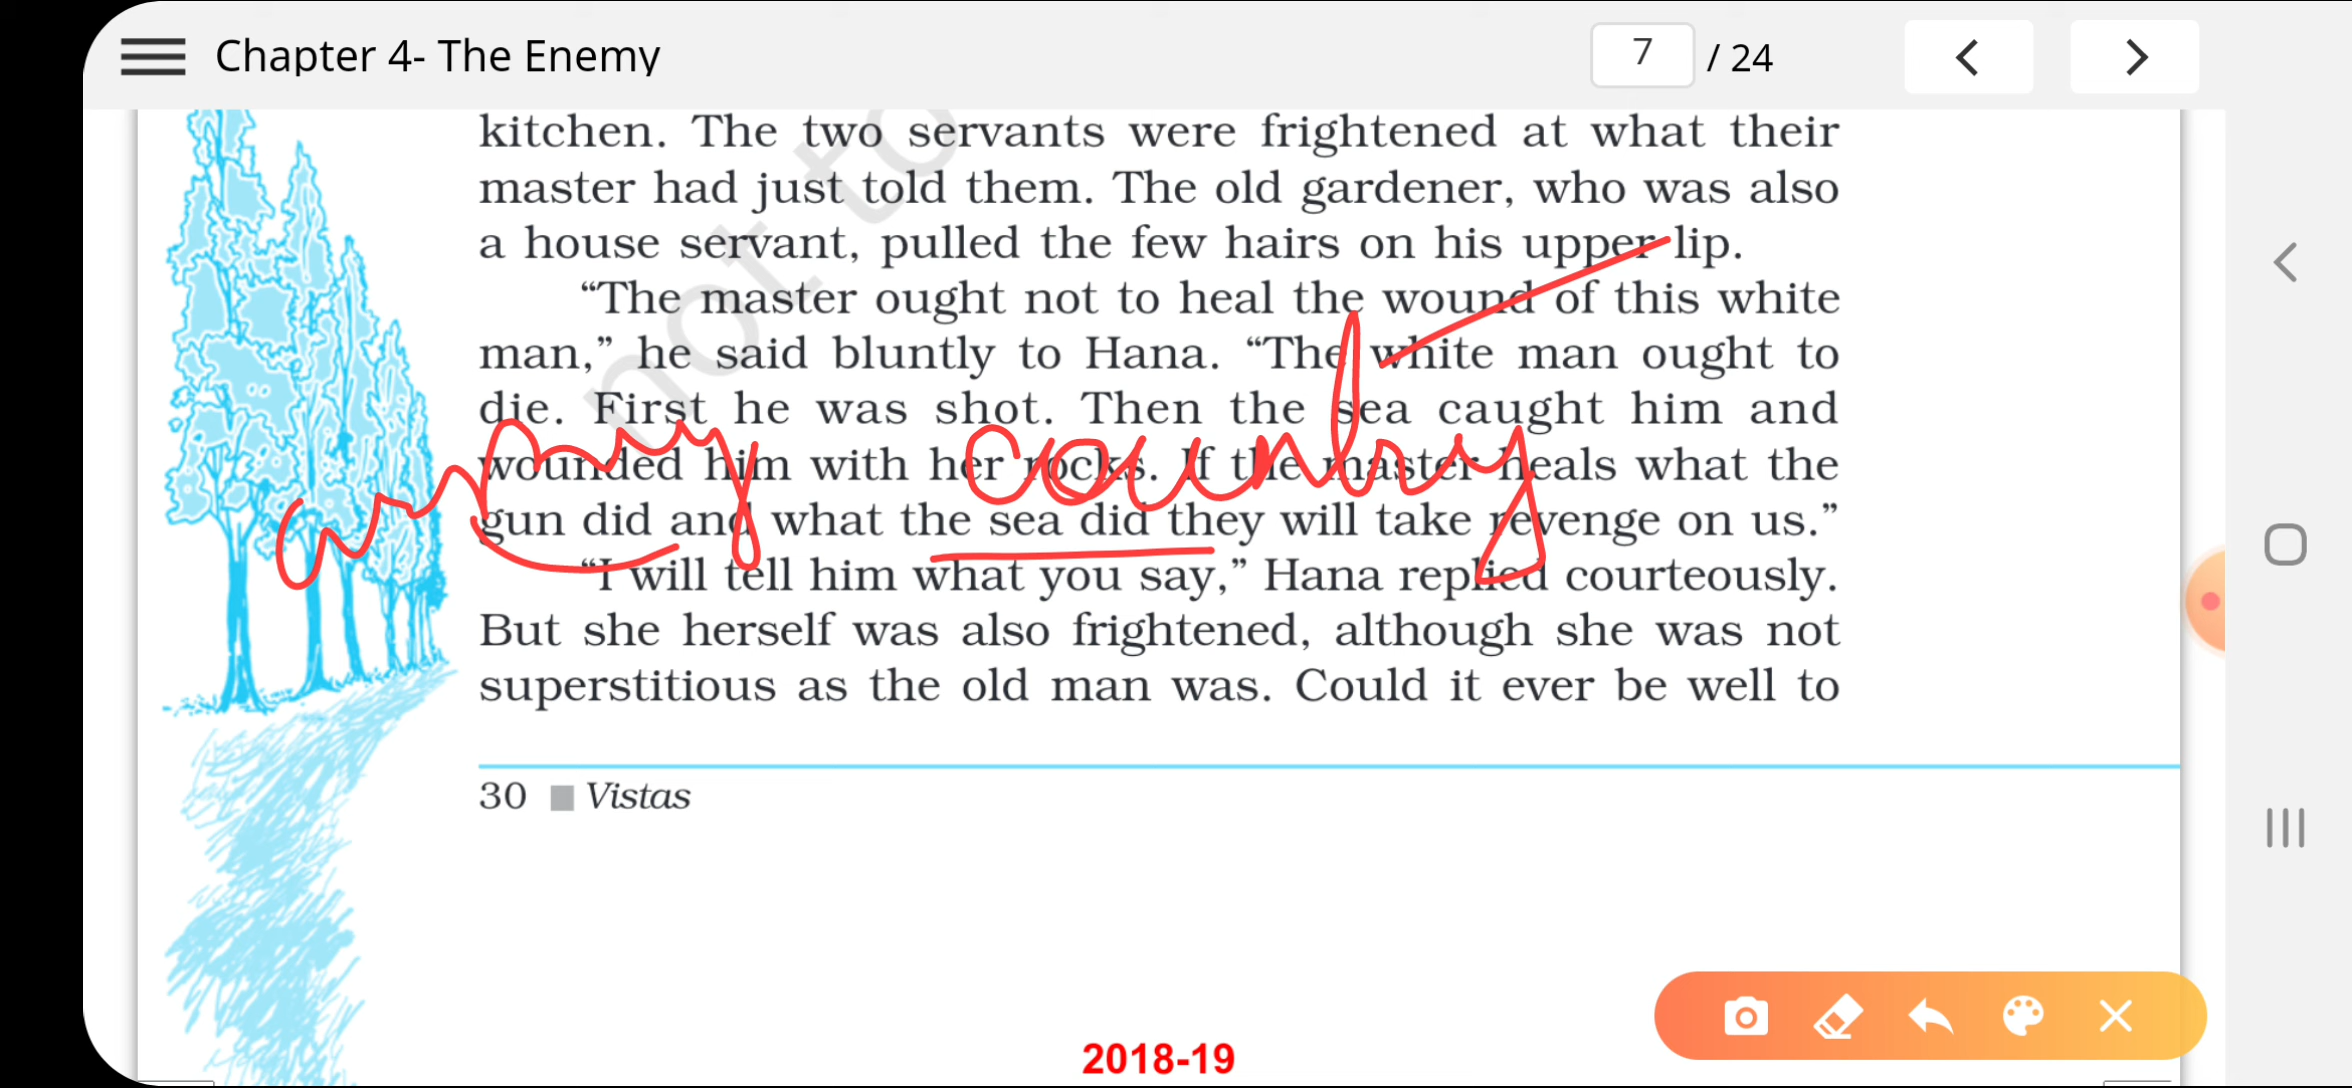 Chapter 4- The Enemy
7 / 24
kitchen. The two servants were frightened at what their
master had just told them. The old gardener, who was also
a house servant, pulled the few hairs on his upper lip.
“The master ought not to heal the wound of this white
man,” he said bluntly to Hana. “The white man ought to
die. First he was shot. Then the sea caught him and
wounded him with her rocks. If the master heals what the
gun did and what the sea did they will take revenge on us.”
“I will tell him what you say,” Hana replied courteously.
But she herself was also frightened, although she was not
superstitious as the old man was. Could it ever be well to
army country
not to
30 ■ Vistas
2018-19